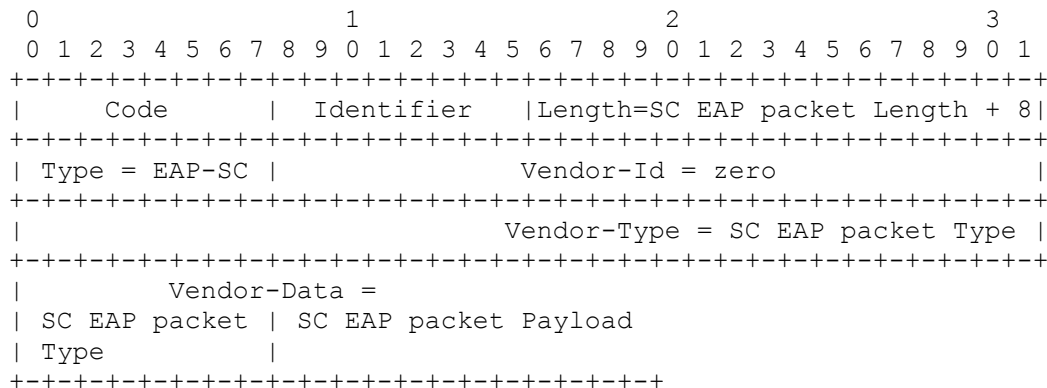 0                   1                   2                   3
 0 1 2 3 4 5 6 7 8 9 0 1 2 3 4 5 6 7 8 9 0 1 2 3 4 5 6 7 8 9 0 1
+-+-+-+-+-+-+-+-+-+-+-+-+-+-+-+-+-+-+-+-+-+-+-+-+-+-+-+-+-+-+-+-+
|     Code      |  Identifier   |Length=SC EAP packet Length + 8|
+-+-+-+-+-+-+-+-+-+-+-+-+-+-+-+-+-+-+-+-+-+-+-+-+-+-+-+-+-+-+-+-+
| Type = EAP-SC |               Vendor-Id = zero                |
+-+-+-+-+-+-+-+-+-+-+-+-+-+-+-+-+-+-+-+-+-+-+-+-+-+-+-+-+-+-+-+-+
|                              Vendor-Type = SC EAP packet Type |
+-+-+-+-+-+-+-+-+-+-+-+-+-+-+-+-+-+-+-+-+-+-+-+-+-+-+-+-+-+-+-+-+
|         Vendor-Data =
| SC EAP packet | SC EAP packet Payload
| Type          |
+-+-+-+-+-+-+-+-+-+-+-+-+-+-+-+-+-+-+-+-+